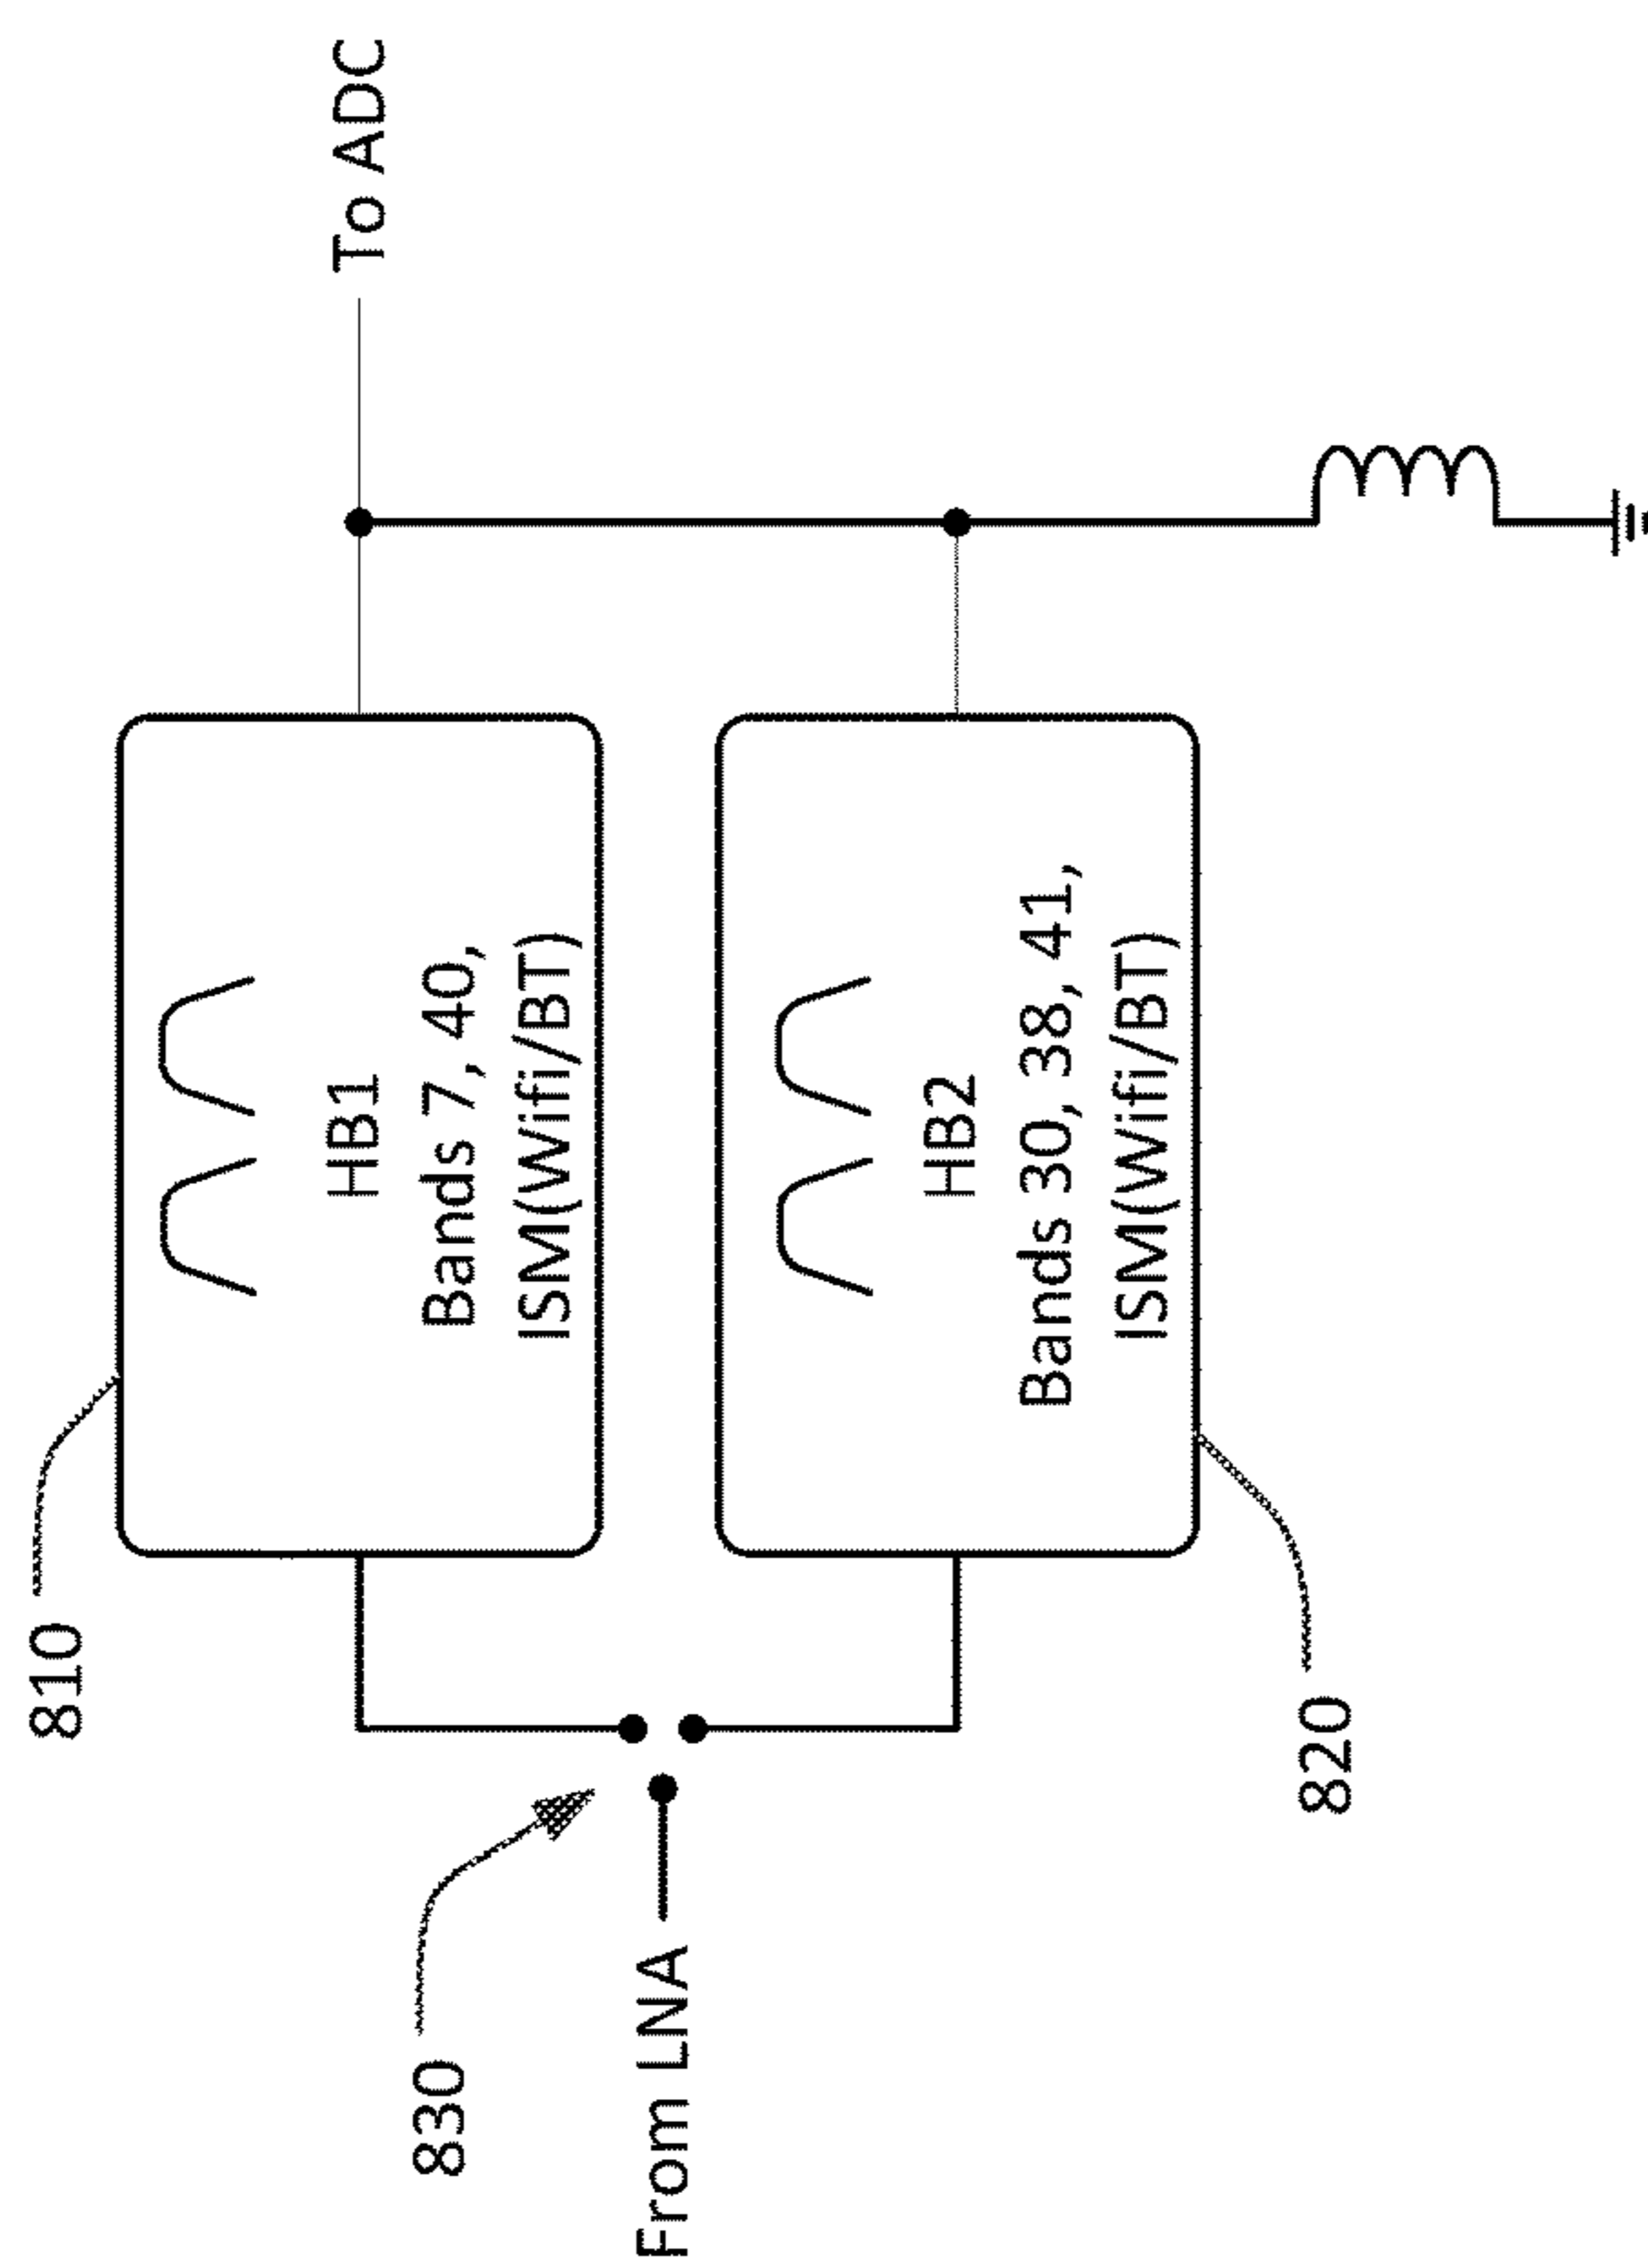 810
HB1
Bands 7, 40,
ISM(Wifi/BT)
To ADC
830
From LNA
HB2
Bands 30, 38, 41,
ISM(Wifi/BT)
820